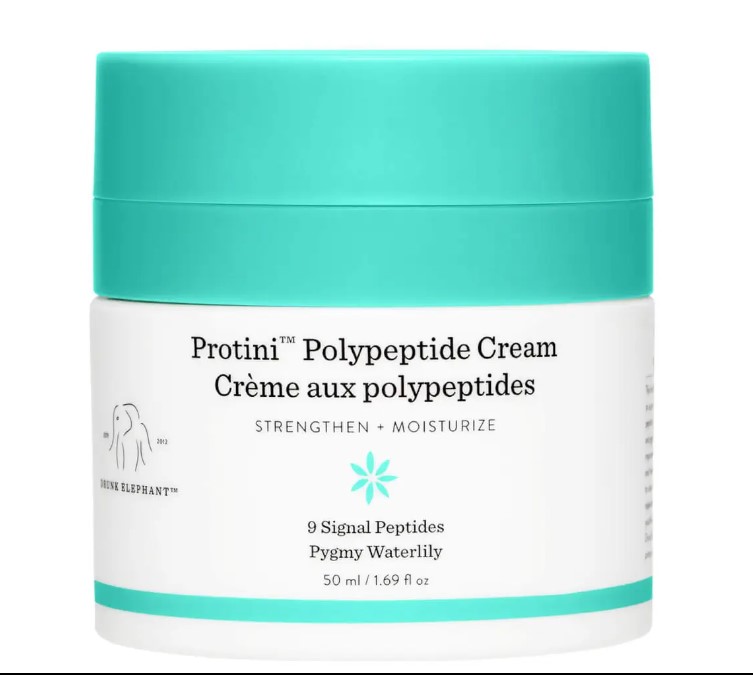 Protini™ Polypeptide Cream
Crème aux polypeptides
STRENGTHEN + MOISTURIZE
9 Signal Peptides
Pygmy Waterlily
50 ml / 1.69 fl oz
2012
DRUNK ELEPHANT™